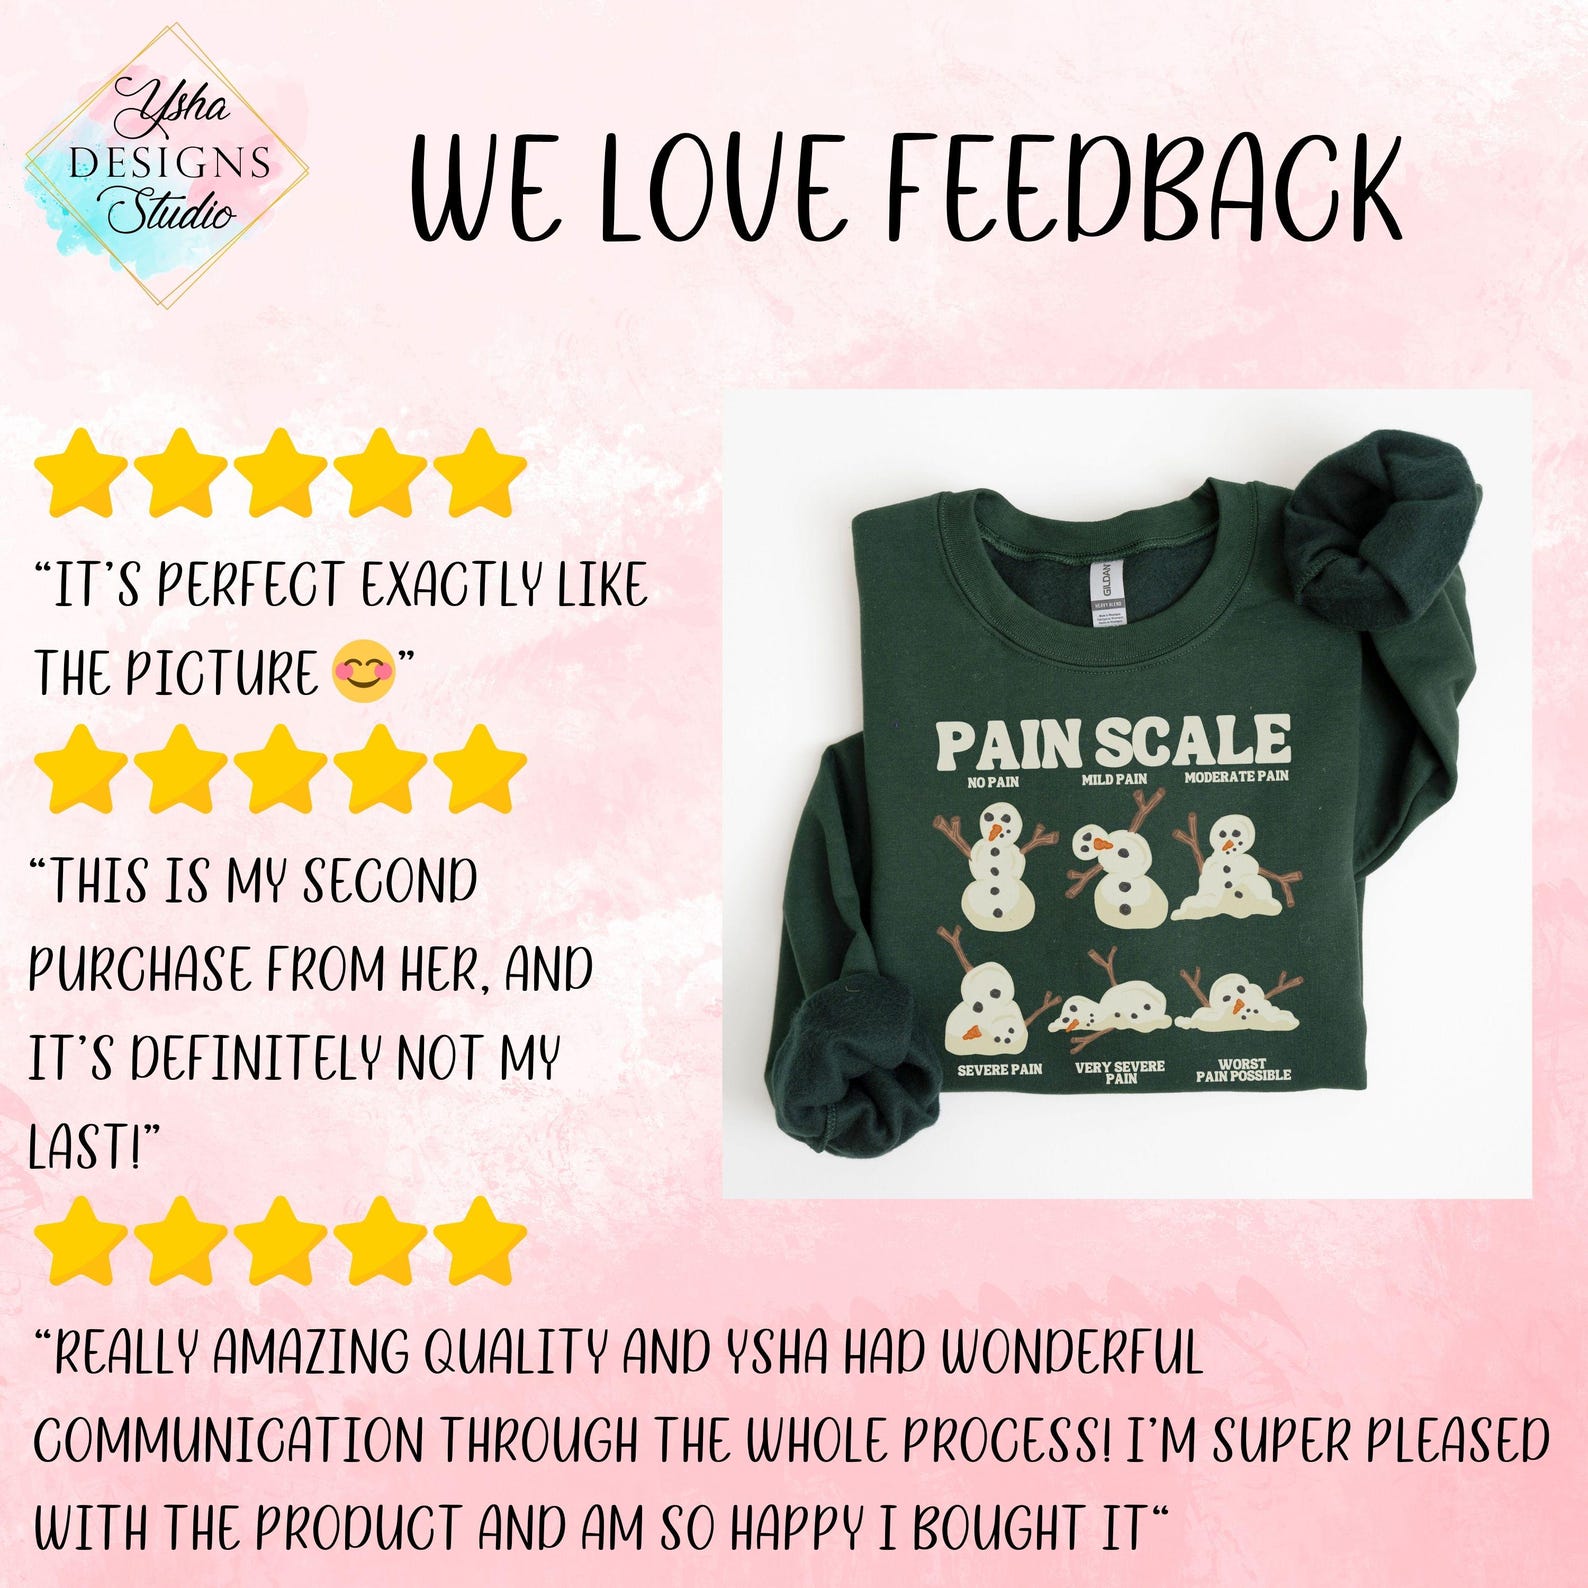 Ysha
DESIGNS
Studio
WE LOVE FEEDBACK
“IT’S PERFECT EXACTLY LIKE
THE PICTURE 😊”
“THIS IS MY SECOND
PURCHASE FROM HER, AND
IT’S DEFINITELY NOT MY
LAST!”
“REALLY AMAZING QUALITY AND YSHA HAD WONDERFUL
COMMUNICATION THROUGH THE WHOLE PROCESS! I’M SUPER PLEASED
WITH THE PRODUCT AND AM SO HAPPY I BOUGHT IT“
GILDAN
HEAVY BLEND
PAIN SCALE
NO PAIN MILD PAIN MODERATE PAIN
SEVERE PAIN
VERY SEVERE
PAIN
WORST
PAIN POSSIBLE